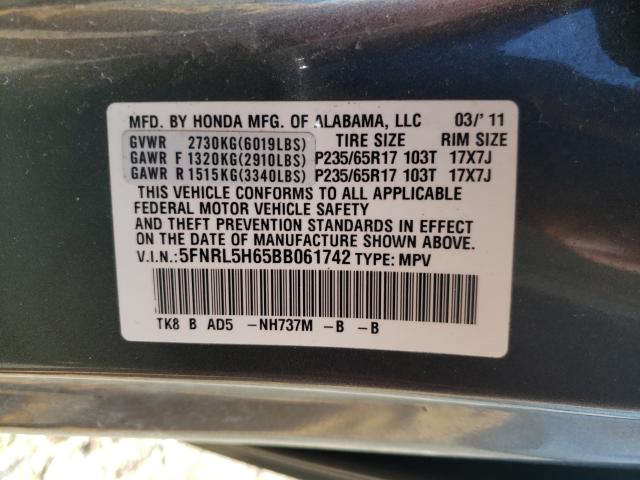 MFD. BY HONDA MFG. OF ALABAMA, LLC 03/'11
GVWR 2730KG(6019LBS) TIRE SIZE RIM SIZE
GAWR F 1320KG(2910LBS) P235/65R17 103T 17X7J
GAWR R 1515KG(3340LBS) P235/65R17 103T 17X7J
THIS VEHICLE CONFORMS TO ALL APPLICABLE
FEDERAL MOTOR VEHICLE SAFETY
AND THEFT PREVENTION STANDARDS IN EFFECT
ON THE DATE OF MANUFACTURE SHOWN ABOVE.
V.I.N.:5FNRL5H65BB061742 TYPE: MPV
TK8 B AD5 -NH737M -B -B